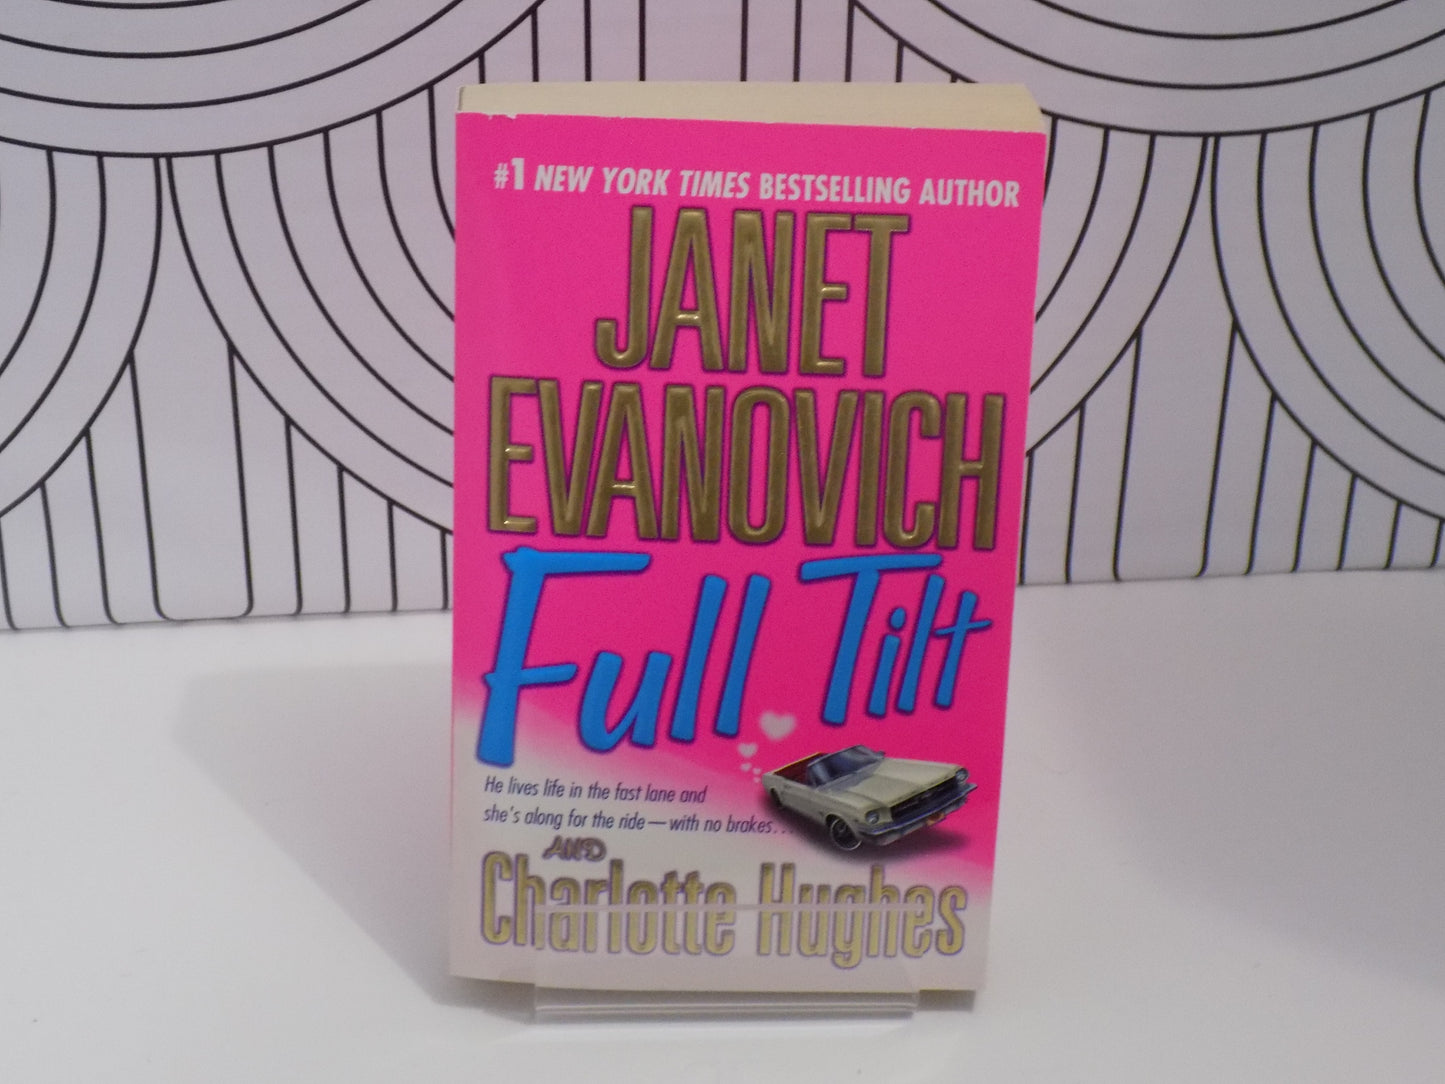 #1 NEW YORK TIMES BESTSELLING AUTHOR
JANET
EVANOVICH
Full Tilt
He lives life in the fast lane and
she's along for the ride—with no brakes...
AND
Charlotte Hughes